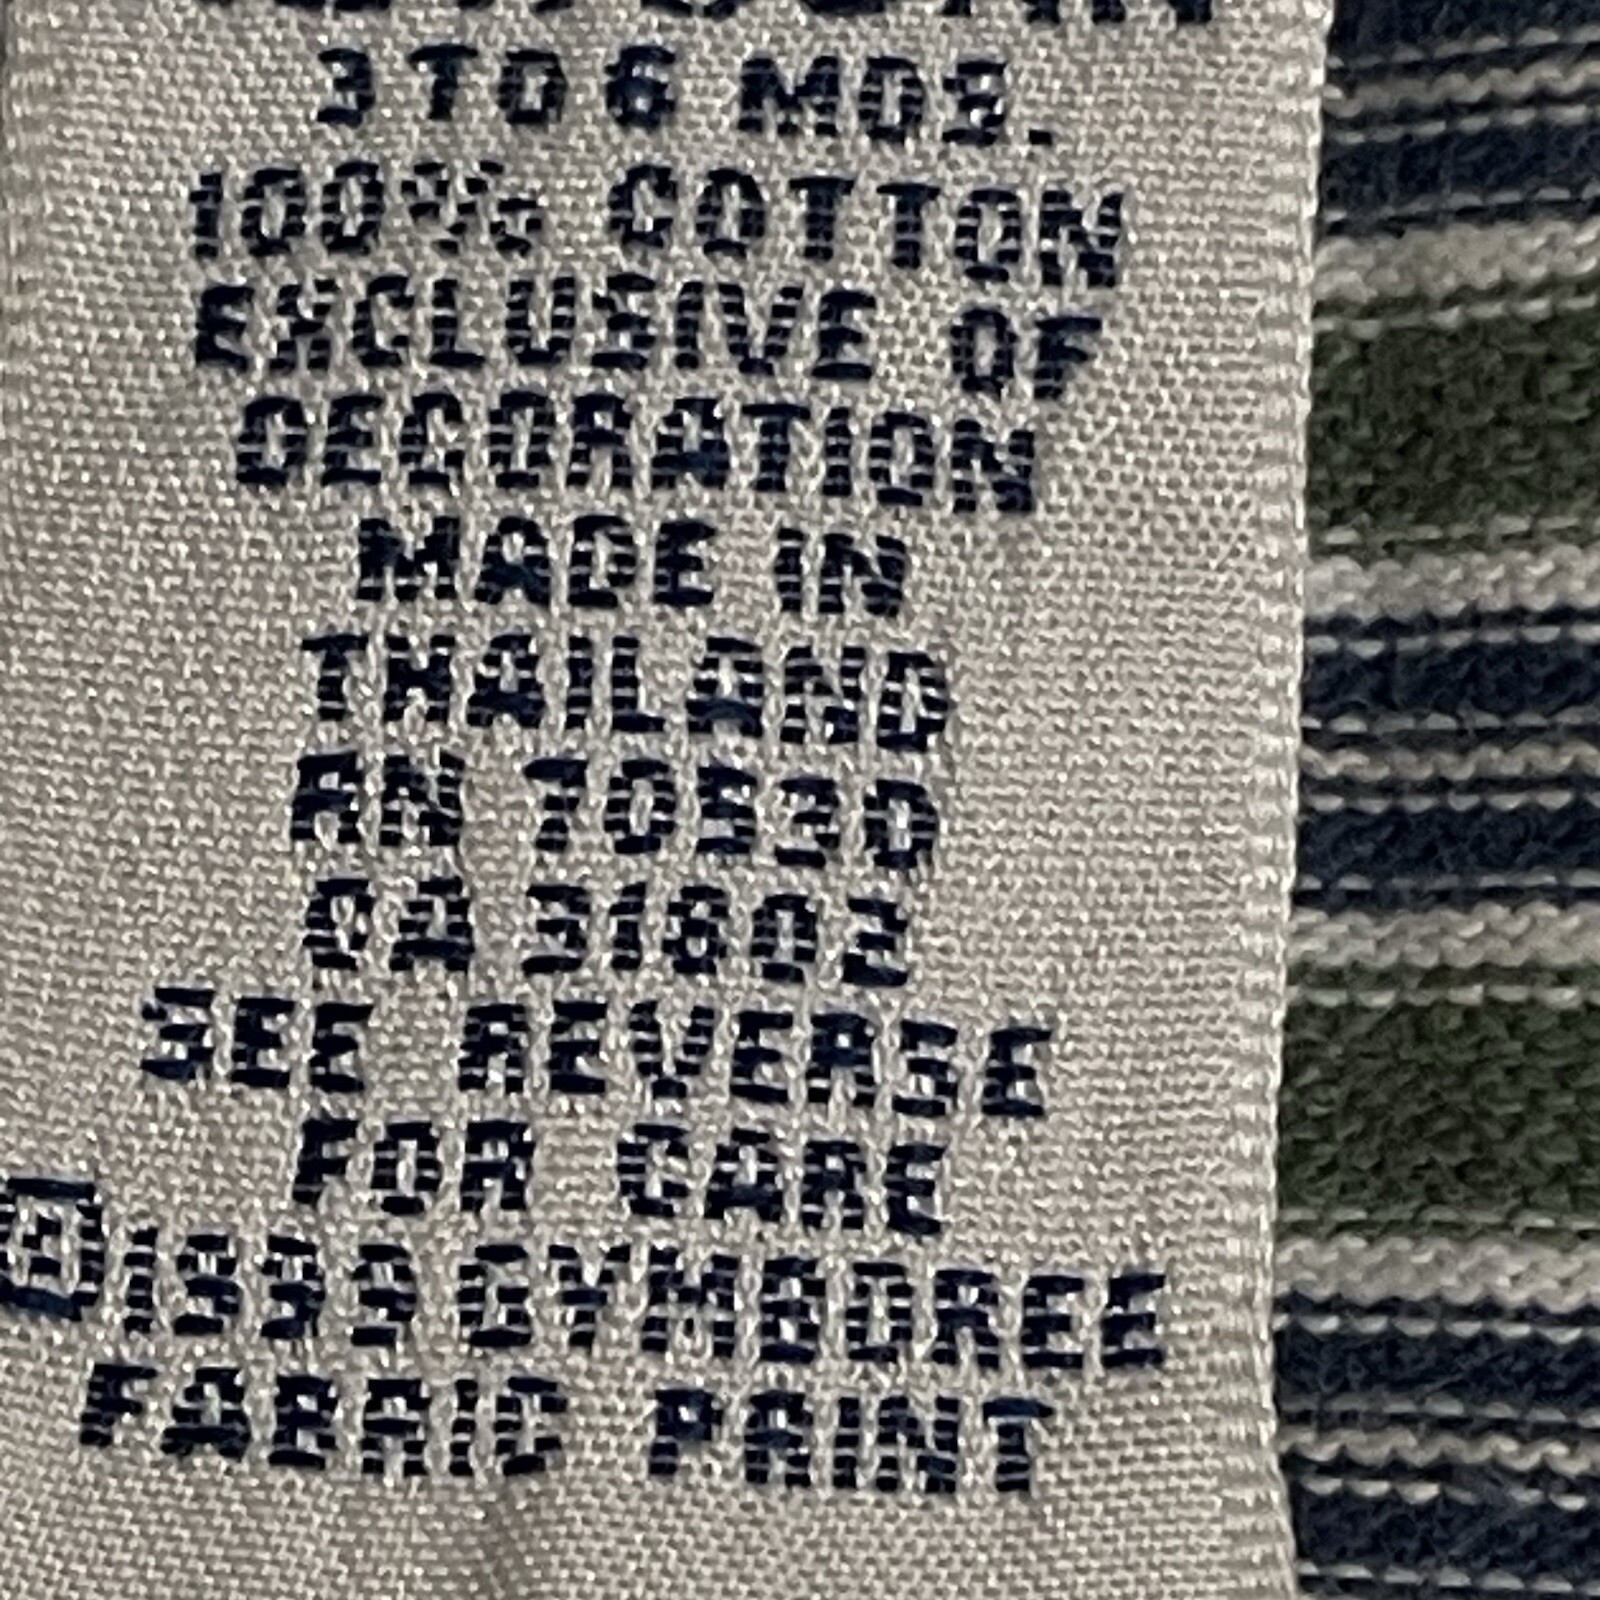 3 TO 6 MOS.
100% COTTON
EXCLUSIVE OF
DECORATION
MADE IN
THAILAND
RN 70530
CA 31602
SEE REVERSE
FOR CARE
©1999 GYMBOREE
FABRIC PRINT